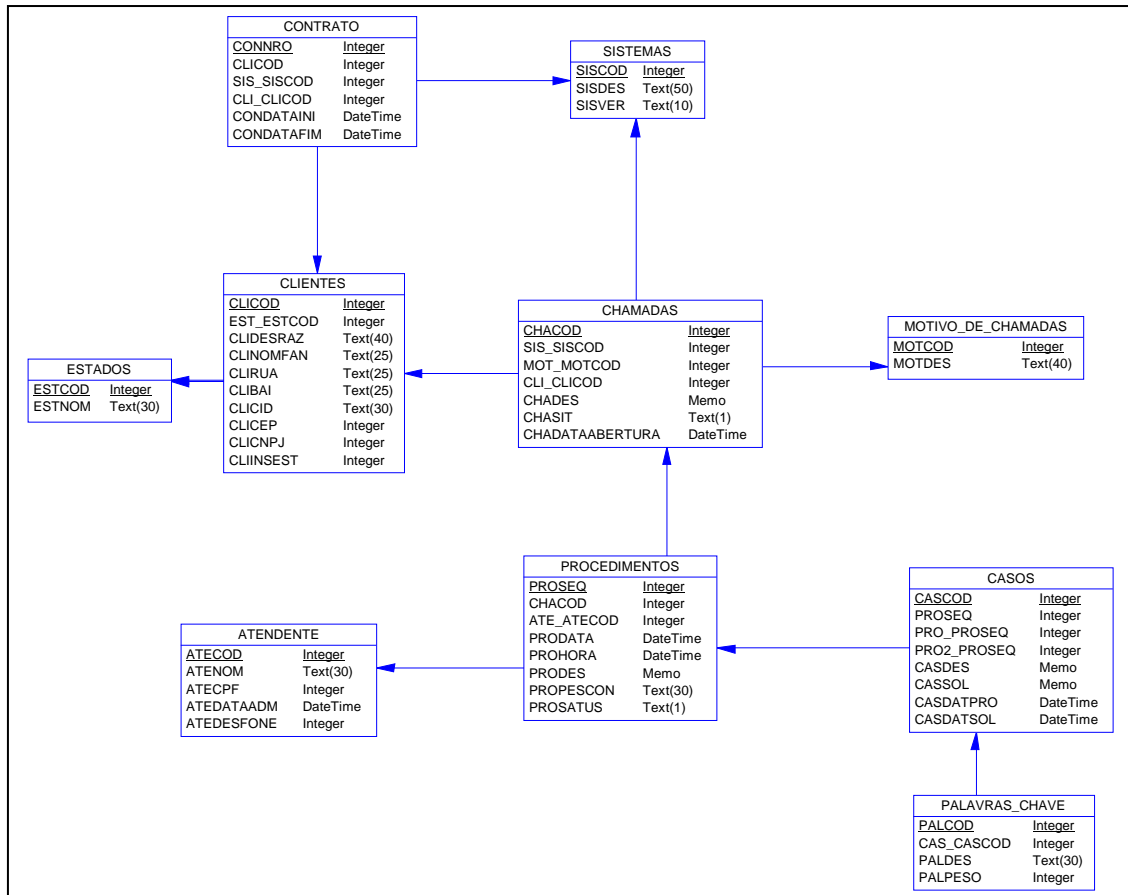 CONTRATO
CONNRO Integer
CLICOD Integer
SIS_SISCOD Integer
CLI_CLICOD Integer
CONDATAINI DateTime
CONDATAFIM DateTime
SISTEMAS
SISCOD Integer
SISDES Text(50)
SISVER Text(10)
CLIENTES
CLICOD Integer
EST_ESTCOD Integer
CLIDESRAZ Text(40)
CLINOMFAN Text(25)
CLIRUA Text(25)
CLIBAI Text(25)
CLICID Text(30)
CLICEP Integer
CLICNPJ Integer
CLIINSEST Integer
CHAMADAS
CHACOD Integer
SIS_SISCOD Integer
MOT_MOTCOD Integer
CLI_CLICOD Integer
CHADES Memo
CHASIT Text(1)
CHADATAABERTURA DateTime
MOTIVO_DE_CHAMADAS
MOTCOD Integer
MOTDES Text(40)
ESTADOS
ESTCOD Integer
ESTNOM Text(30)
PROCEDIMENTOS
PROSEQ Integer
CHACOD Integer
ATE_ATECOD Integer
PRODATA DateTime
PROHORA DateTime
PRODES Memo
PROPESCON Text(30)
PROSATUS Text(1)
CASOS
CASCOD Integer
PROSEQ Integer
PRO_PROSEQ Integer
PRO2_PROSEQ Integer
CASDES Memo
CASSOL Memo
CASDATPRO DateTime
CASDATSOL DateTime
ATENDENTE
ATECOD Integer
ATENOM Text(30)
ATECPF Integer
ATEDATAADM DateTime
ATEDESFONE Integer
PALAVRAS_CHAVE
PALCOD Integer
CAS_CASCOD Integer
PALDES Text(30)
PALPESO Integer